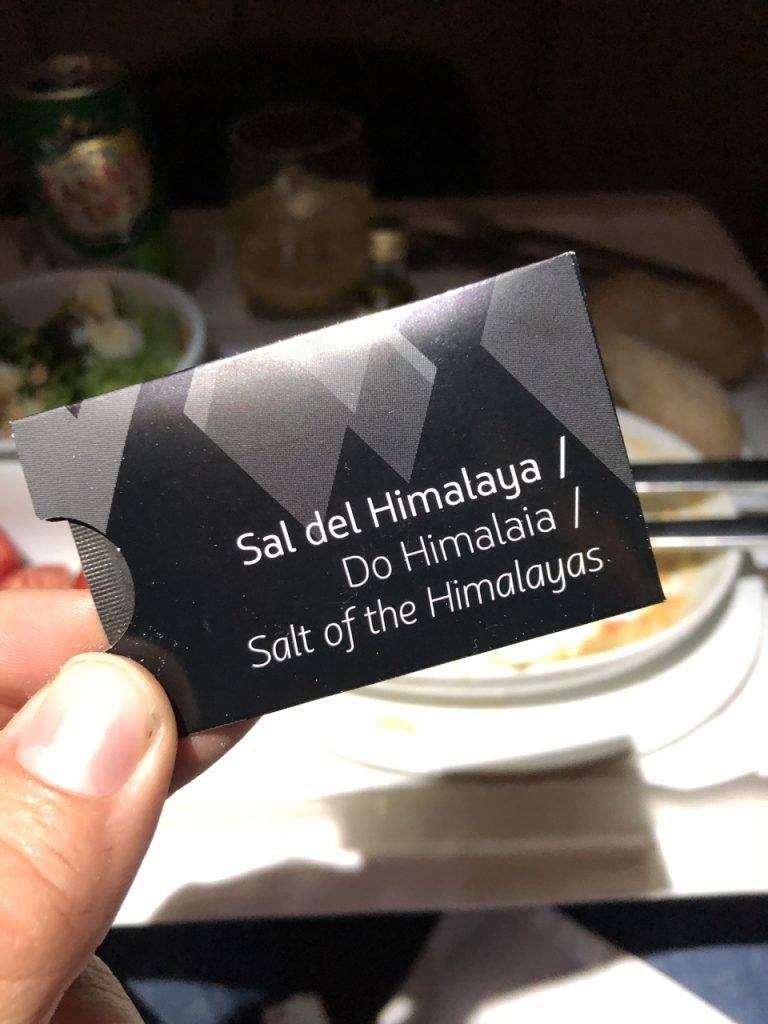 Sal del Himalaya /
Do Himalaia /
Salt of the Himalayas